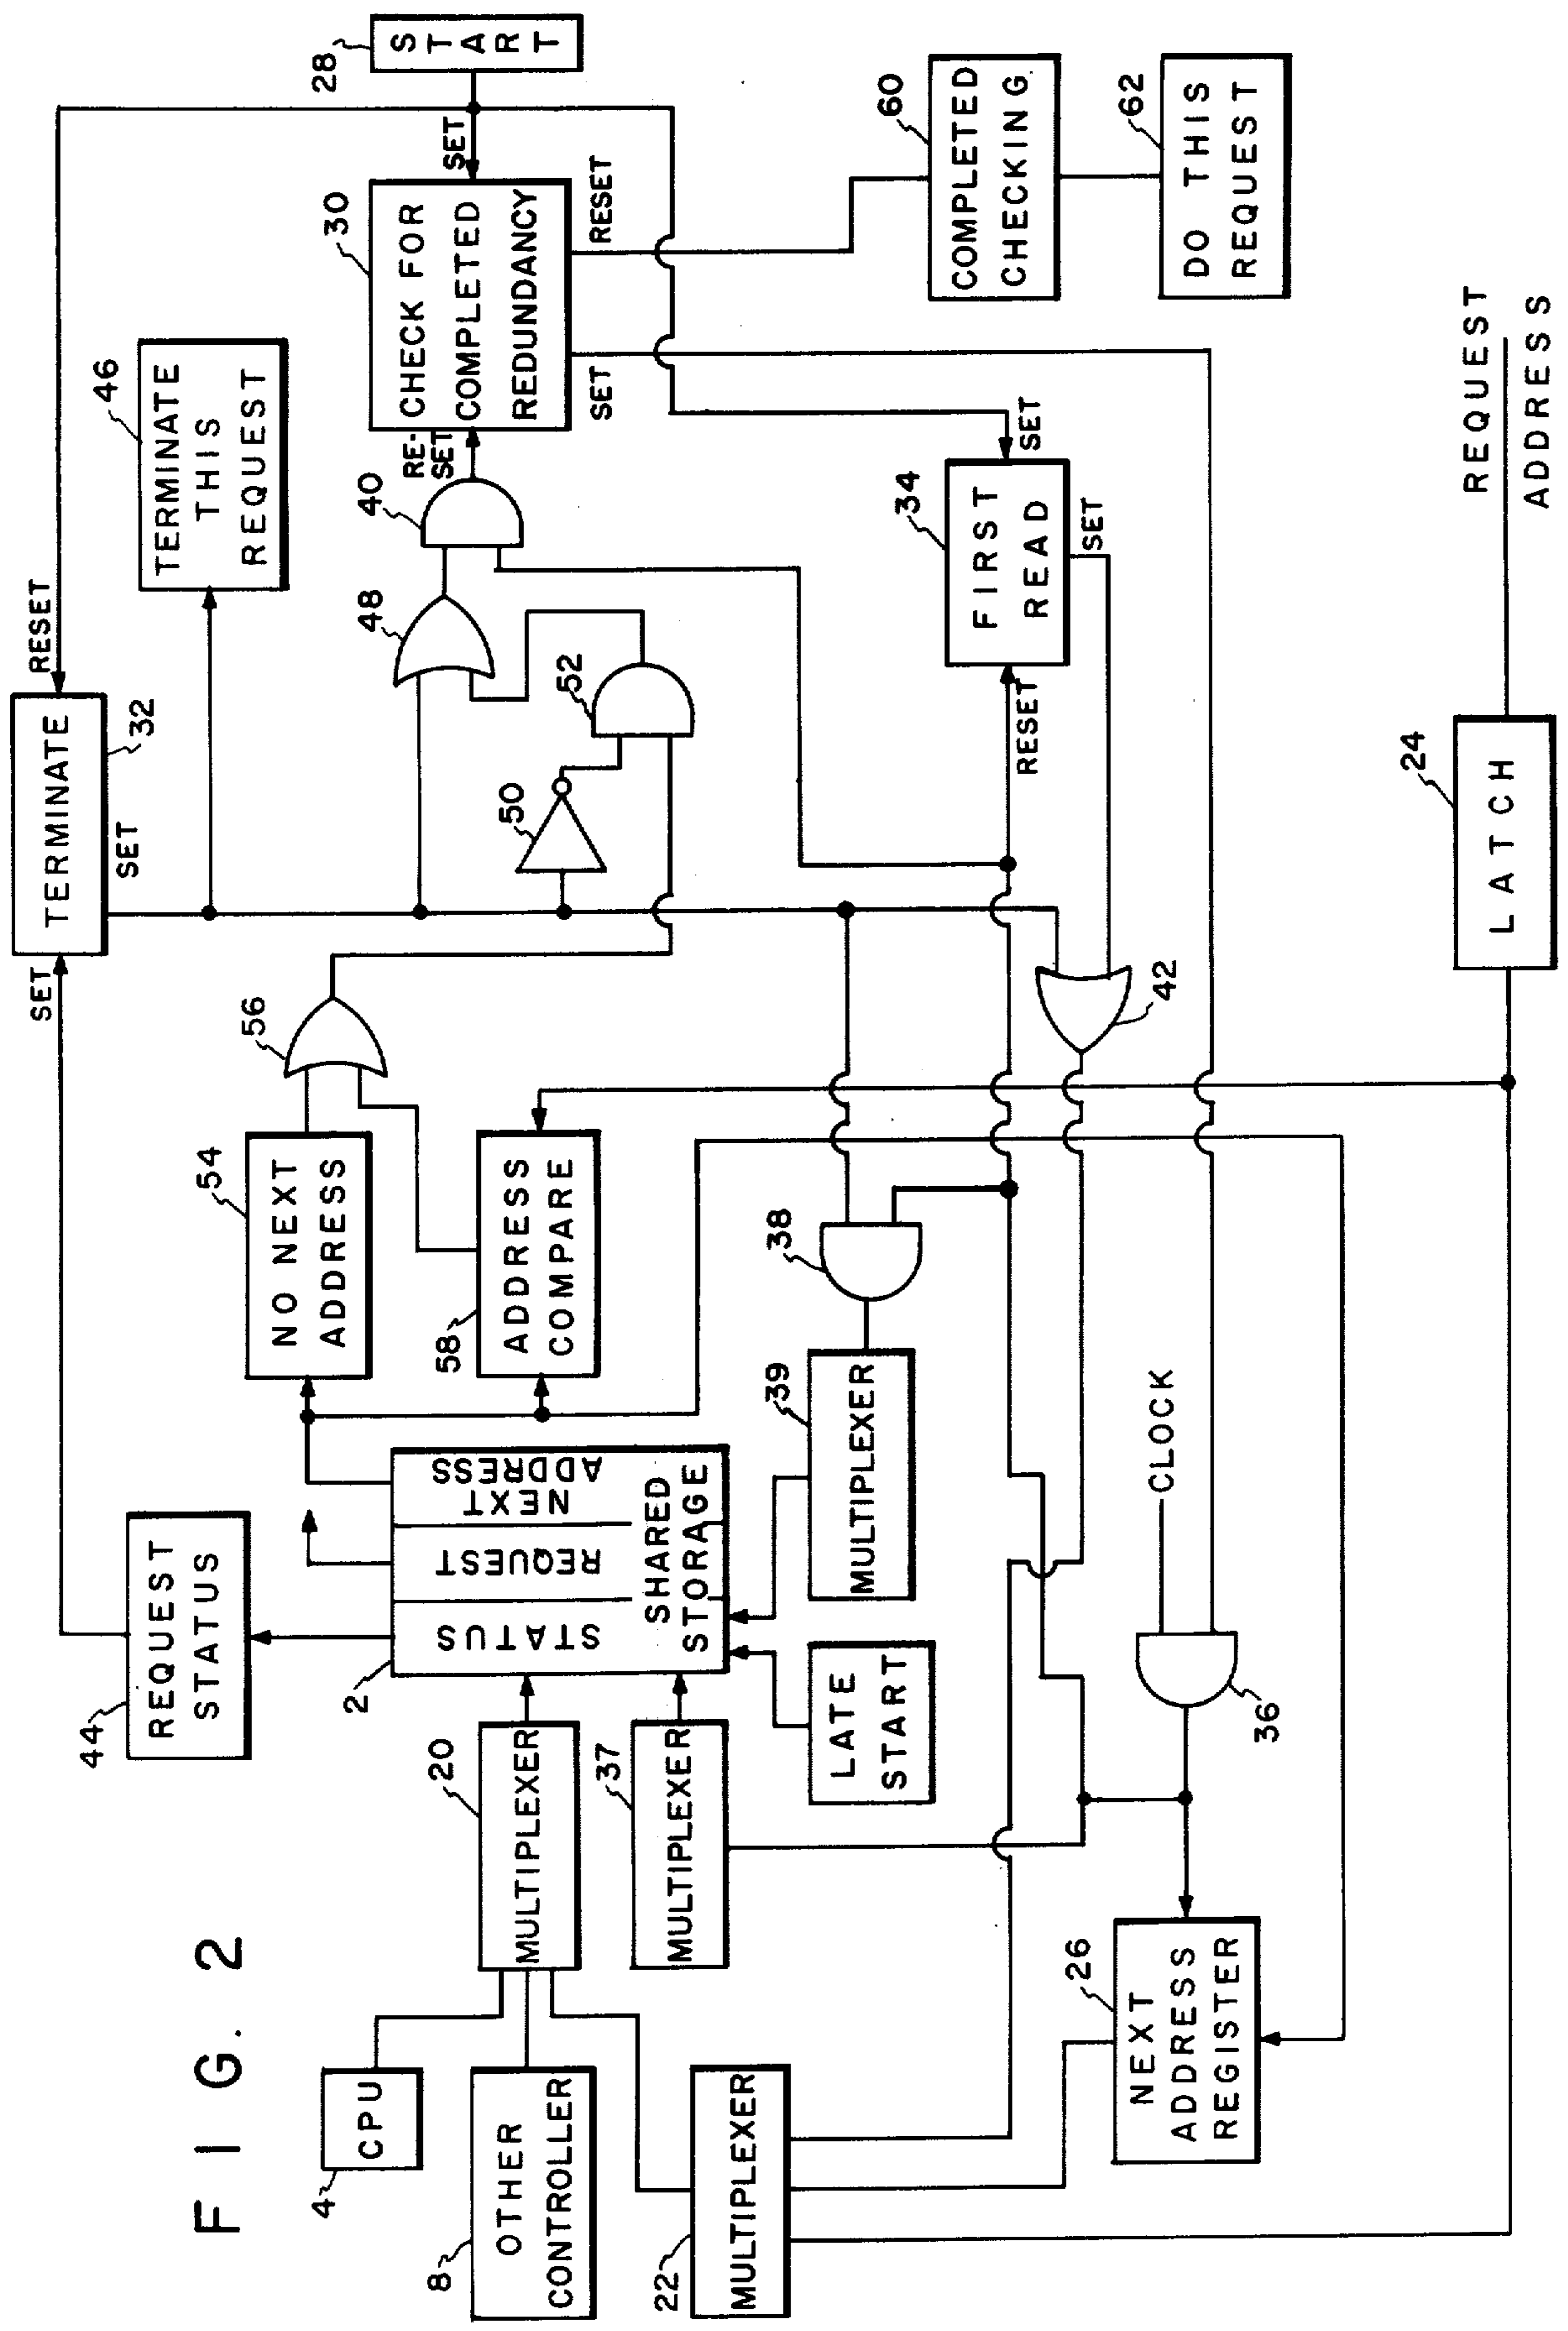 FIG. 2
4
CPU
8
OTHER
CONTROLLER
22
MULTIPLEXER
20
MULTIPLEXER
37
MULTIPLEXER
26
NEXT
ADDRESS
REGISTER
44
REQUEST
STATUS
2
STATUS
REQUEST
NEXT
ADDRESS
SHARED
STORAGE
LATE
START
39
MULTIPLEXER
36
CLOCK
38
54
NO NEXT
ADDRESS
58
ADDRESS
COMPARE
56
42
SET
TERMINATE
32
RESET
SET
50
52
48
40
24
LATCH
REQUEST
ADDRESS
46
TERMINATE
THIS
REQUEST
34
FIRST
READ
RESET
SET
SET
30
CHECK FOR
COMPLETED
REDUNDANCY
RE-
SET
SET
SET
RESET
28
START
60
COMPLETED
CHECKING
62
DO THIS
REQUEST